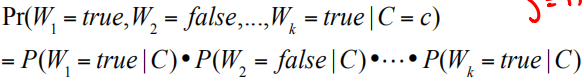 Pr(W₁ = true, W₂ = false,..., Wₖ = true | C = c)
= P(W₁ = true | C) • P(W₂ = false | C) • ⋯ • P(Wₖ = true | C)